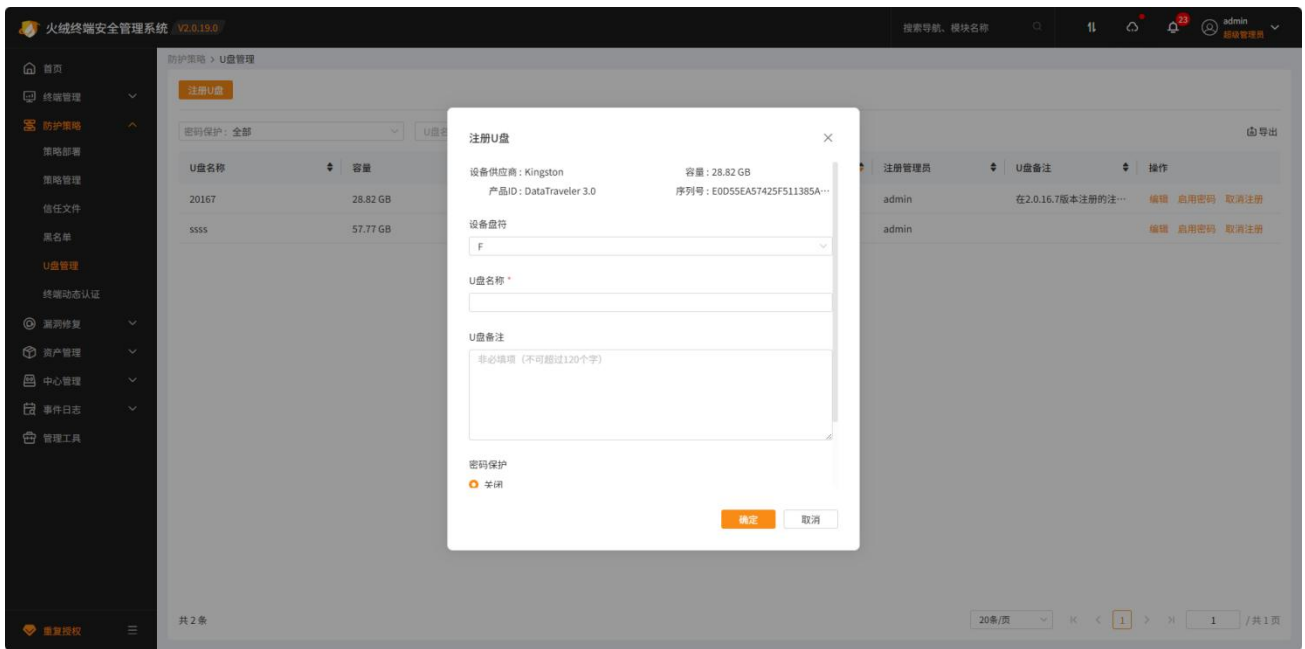 火绒终端安全管理系统 V2.0.19.0
搜索导航、模块名称
23
admin
超级管理员
首页
终端管理
防护策略
策略部署
策略管理
信任文件
黑名单
U盘管理
终端动态认证
漏洞修复
资产管理
中心管理
事件日志
管理工具
重复授权
防护策略 > U盘管理
注册U盘
密码保护: 全部
导出
U盘名称 容量 注册管理员 U盘备注 操作
20167 28.82 GB admin 在2.0.16.7版本注册的注… 编辑 启用密码 取消注册
ssss 57.77 GB admin 编辑 启用密码 取消注册
注册U盘
设备供应商 : Kingston 容量 : 28.82 GB
产品ID : DataTraveler 3.0 序列号 : E0D55EA57425F511385A…
设备盘符
F
U盘名称 *
U盘备注
非必填项（不可超过120个字）
密码保护
关闭
确定 取消
共 2 条
20条/页 1 1 / 共 1 页